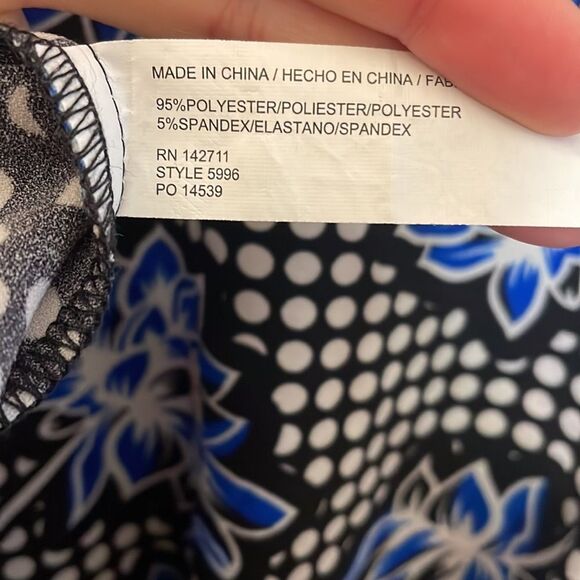 MADE IN CHINA / HECHO EN CHINA /
95%POLYESTER/POLIESTER/POLYESTER
5%SPANDEX/ELASTANO/SPANDEX
RN 142711
STYLE 5996
PO 14539